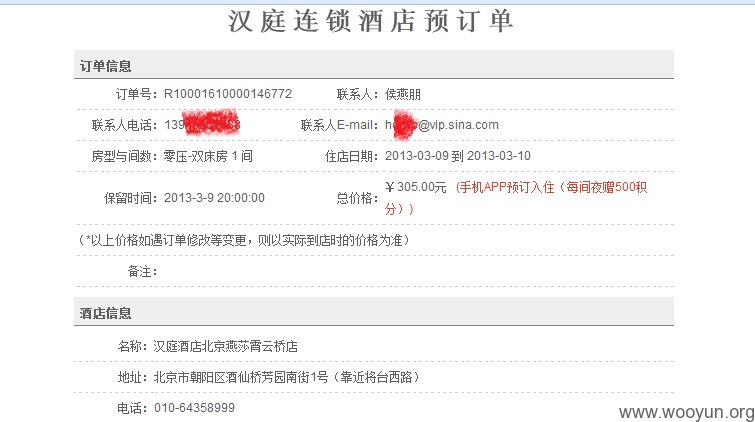 汉庭连锁酒店预订单
订单信息
订单号：R10001610000146772 联系人：侯燕朋
联系人电话：139 联系人E-mail：h @vip.sina.com
房型与间数：零压-双床房 1 间 住店日期：2013-03-09 到 2013-03-10
保留时间：2013-3-9 20:00:00 总价格：¥ 305.00元 (手机APP预订入住（每间夜赠500积
分））
（*以上价格如遇订单修改等变更，则以实际到店时的价格为准）
备注：
酒店信息
名称：汉庭酒店北京燕莎霄云桥店
地址：北京市朝阳区酒仙桥芳园南街1号（靠近将台西路）
电话：010-64358999
www.wooyun.org